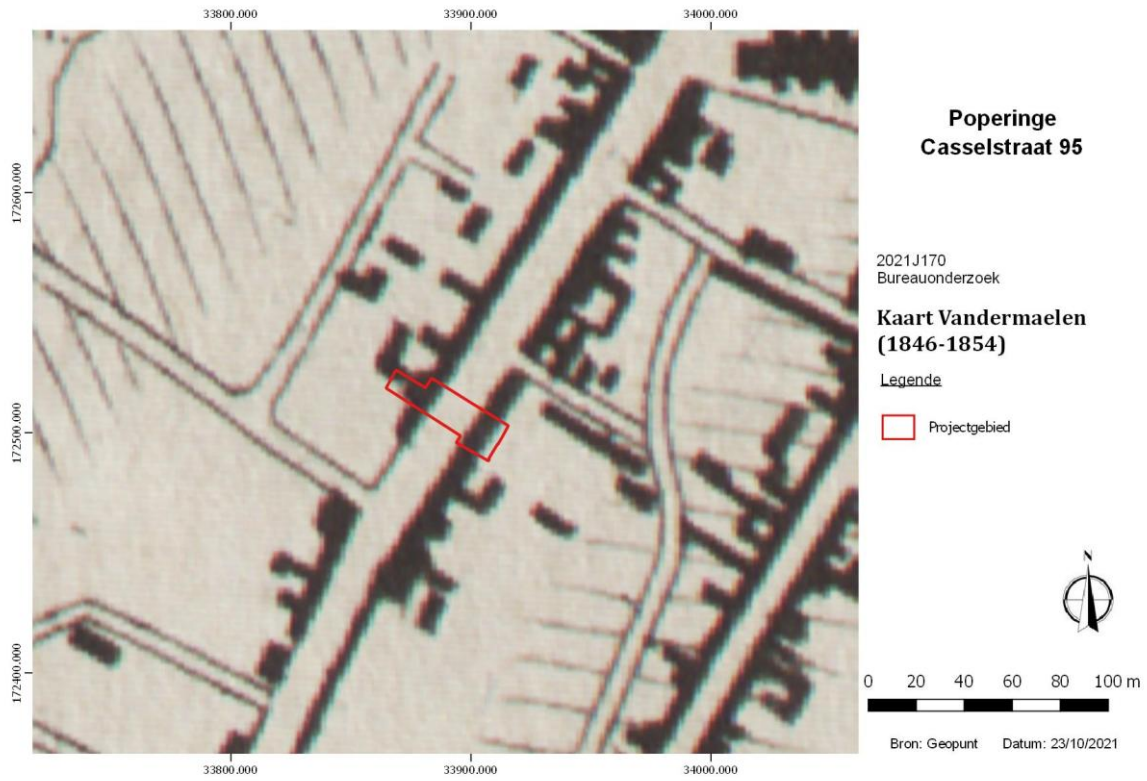 33800.000
33900.000
34000.000
172600.000
172500.000
172400.000
33800.000
33900.000
34000.000
Poperinge
Casselstraat 95
2021J170
Bureauonderzoek
Kaart Vandermaelen
(1846-1854)
Legende
Projectgebied
N
0 20 40 60 80 100 m
Bron: Geopunt Datum: 23/10/2021